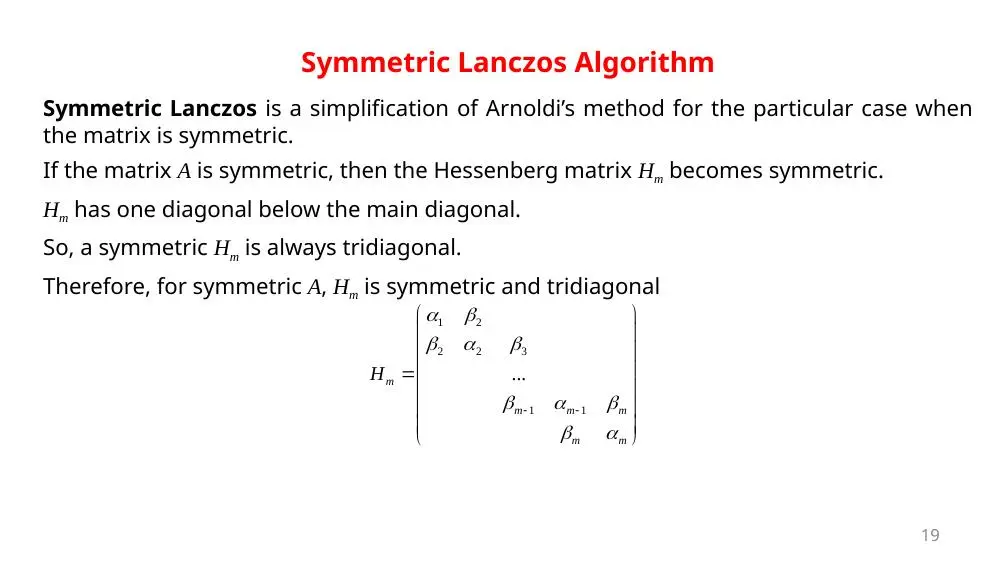 Symmetric Lanczos Algorithm
Symmetric Lanczos is a simplification of Arnoldi’s method for the particular case when
the matrix is symmetric.
If the matrix A is symmetric, then the Hessenberg matrix Hm becomes symmetric.
Hm has one diagonal below the main diagonal.
So, a symmetric Hm is always tridiagonal.
Therefore, for symmetric A, Hm is symmetric and tridiagonal
α1 β2
β2 α2 β3
Hm = ...
βm−1 αm−1 βm
βm αm
19